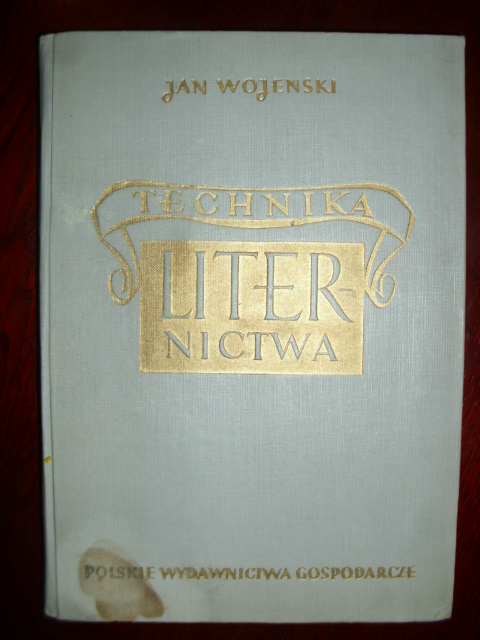 JAN WOJENSKI
TECHNIKA
LITER-
NICTWA
POLSKIE WYDAWNICTWA GOSPODARCZE